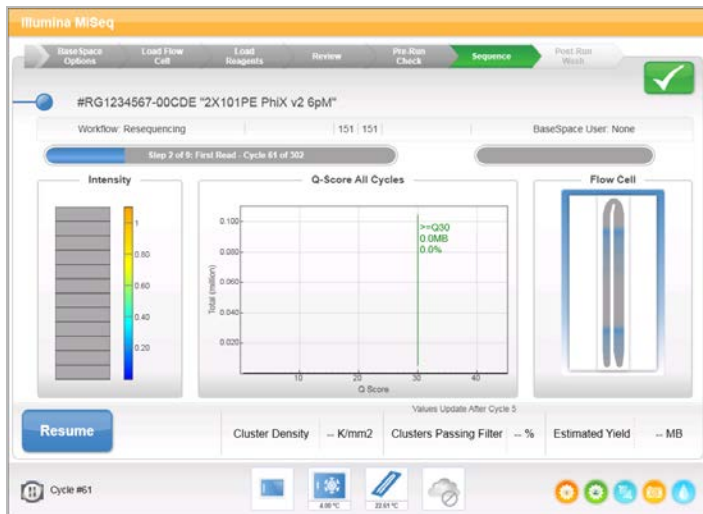 Illumina MiSeq
BaseSpace Options
Load Flow Cell
Load Reagents
Review
Pre-Run Check
Sequence
Post Run Wash
#RG1234567-00CDE "2X101PE PhiX v2 6pM"
Workflow: Resequencing | 151 | 151 | BaseSpace User: None
Step 2 of 9: First Read - Cycle 61 of 302
Intensity
1
0.80
0.60
0.40
0.20
Q-Score All Cycles
Total (million)
0.100
0.080
0.060
0.040
0.020
>=Q30
0.0MB
0.0%
10 20 30 40
Q Score
Flow Cell
Values Update After Cycle 5
Resume
Cluster Density -- K/mm2 Clusters Passing Filter -- % Estimated Yield -- MB
Cycle #61
4.00 °C
22.61 °C